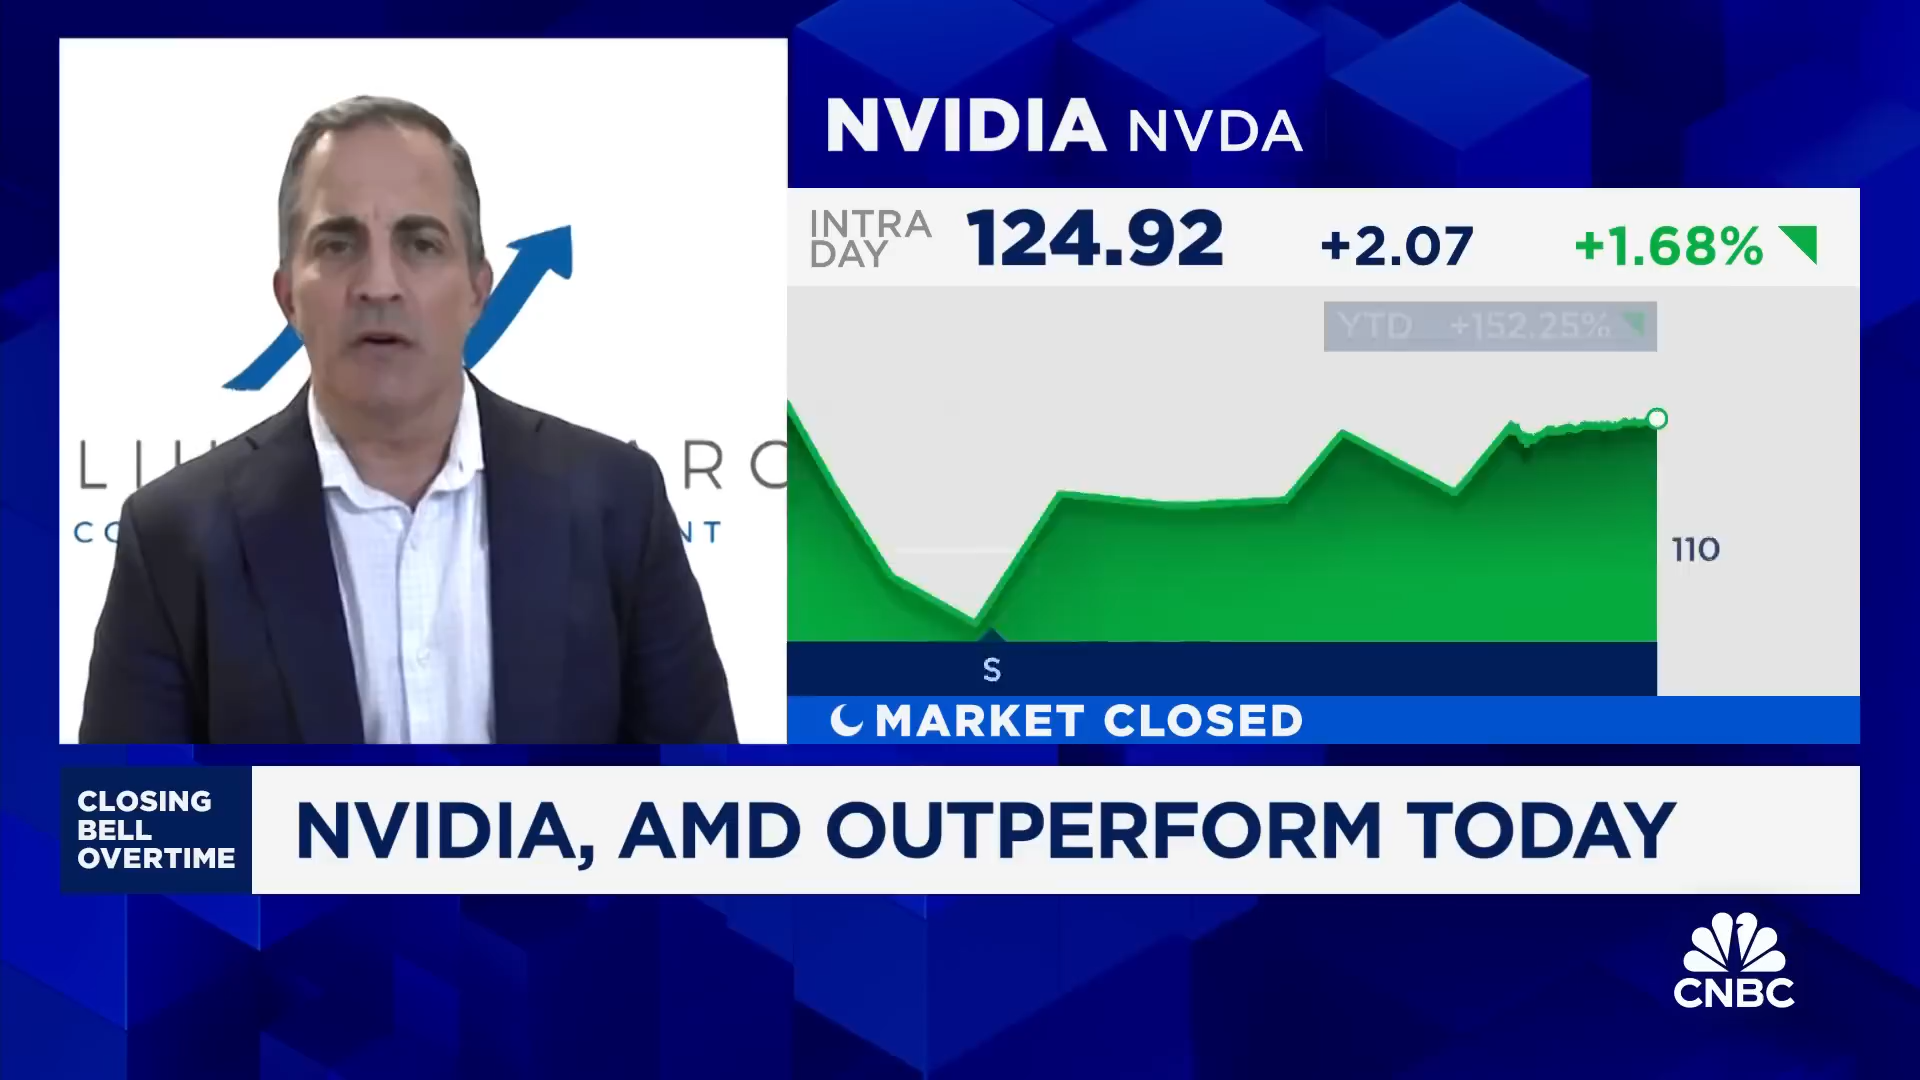 NVIDIA NVDA
INTRA
DAY
124.92 +2.07 +1.68%
YTD +152.25%
110
S
MARKET CLOSED
CLOSING
BELL
OVERTIME
NVIDIA, AMD OUTPERFORM TODAY
CNBC